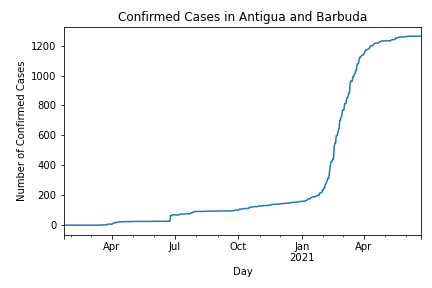 Confirmed Cases in Antigua and Barbuda
Number of Confirmed Cases
1200
1000
800
600
400
200
0
Apr Jul Oct Jan Apr
2021
Day